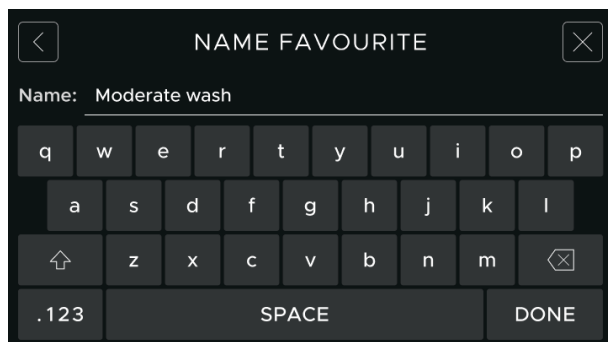 NAME FAVOURITE
Name: Moderate wash
q w e r t y u i o p
a s d f g h j k l
z x c v b n m
.123 SPACE DONE